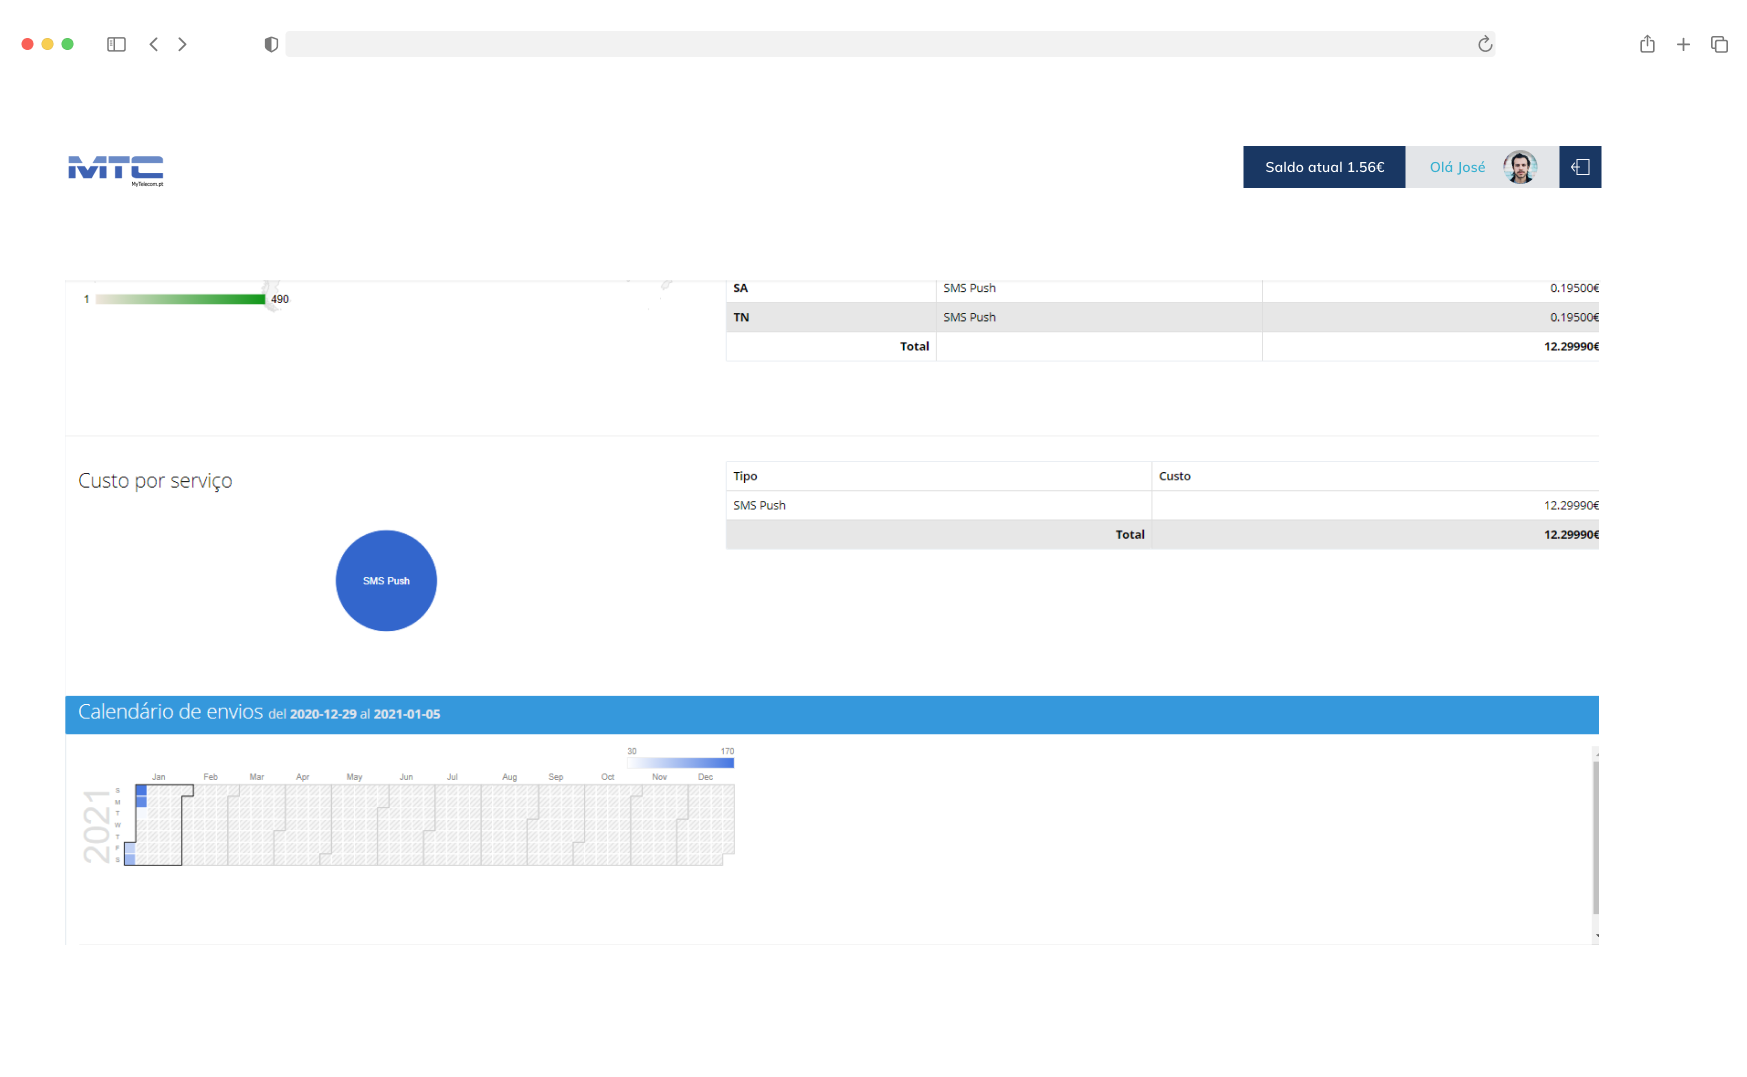 MTC
MyTelecom.pt
Saldo atual 1.56€
Olá José
1 490
SA SMS Push 0.19500€
TN SMS Push 0.19500€
Total 12.29990€
Custo por serviço
Tipo Custo
SMS Push 12.29990€
Total 12.29990€
SMS Push
Calendário de envios del 2020-12-29 al 2021-01-05
30 170
Jan Feb Mar Apr May Jun Jul Aug Sep Oct Nov Dec
2021
S
M
T
W
T
F
S